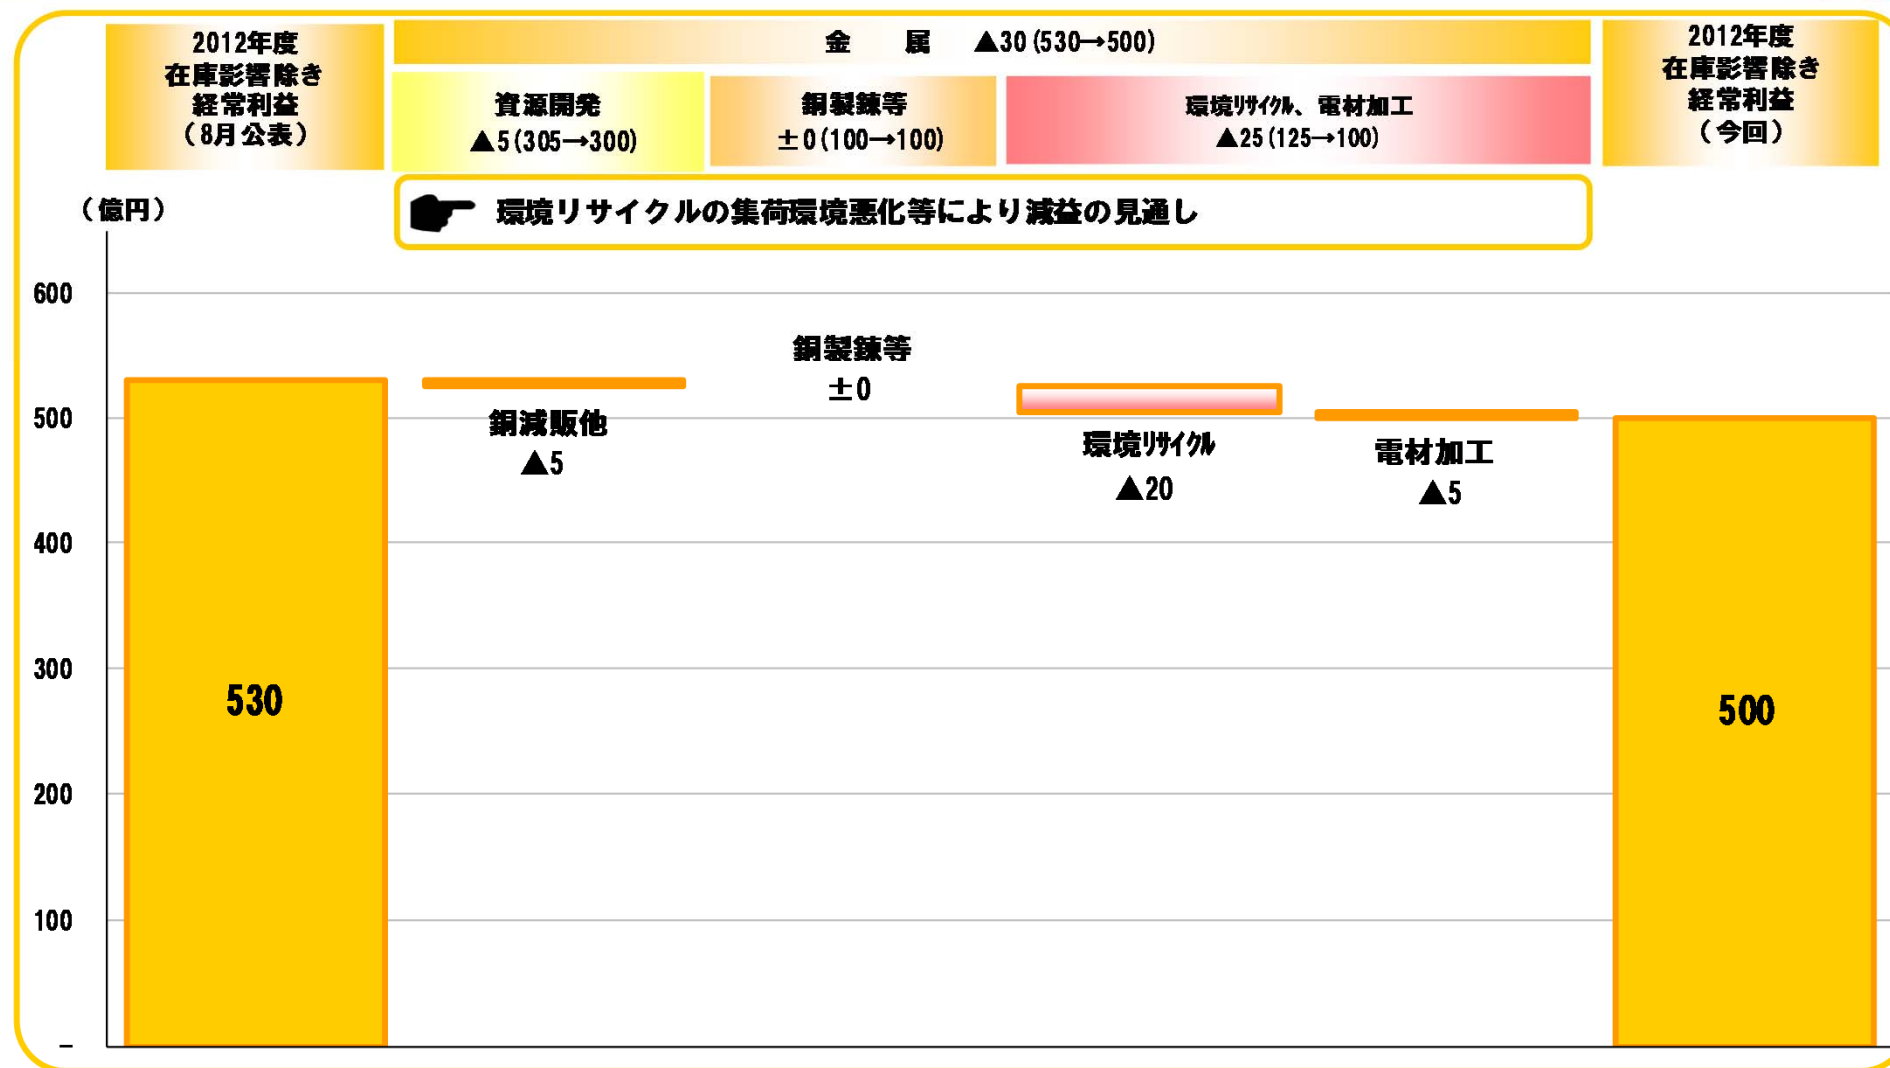 2012年度
在庫影響除き
経常利益
（8月公表）
金　属　▲30(530→500)
資源開発
▲5(305→300)
銅製錬等
±0(100→100)
環境ﾘｻｲｸﾙ、電材加工
▲25(125→100)
2012年度
在庫影響除き
経常利益
（今回）
環境リサイクルの集荷環境悪化等により減益の見通し
（億円）
600
500
400
300
200
100
–
530
銅減販他
▲5
銅製錬等
±0
環境ﾘｻｲｸﾙ
▲20
電材加工
▲5
500